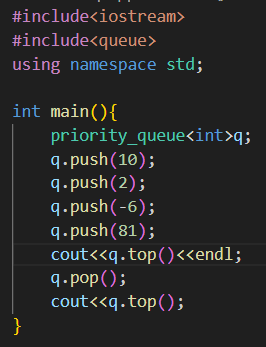 #include<iostream>
#include<queue>
using namespace std;

int main(){
    priority_queue<int>q;
    q.push(10);
    q.push(2);
    q.push(-6);
    q.push(81);
    cout<<q.top()<<endl;
    q.pop();
    cout<<q.top();
}